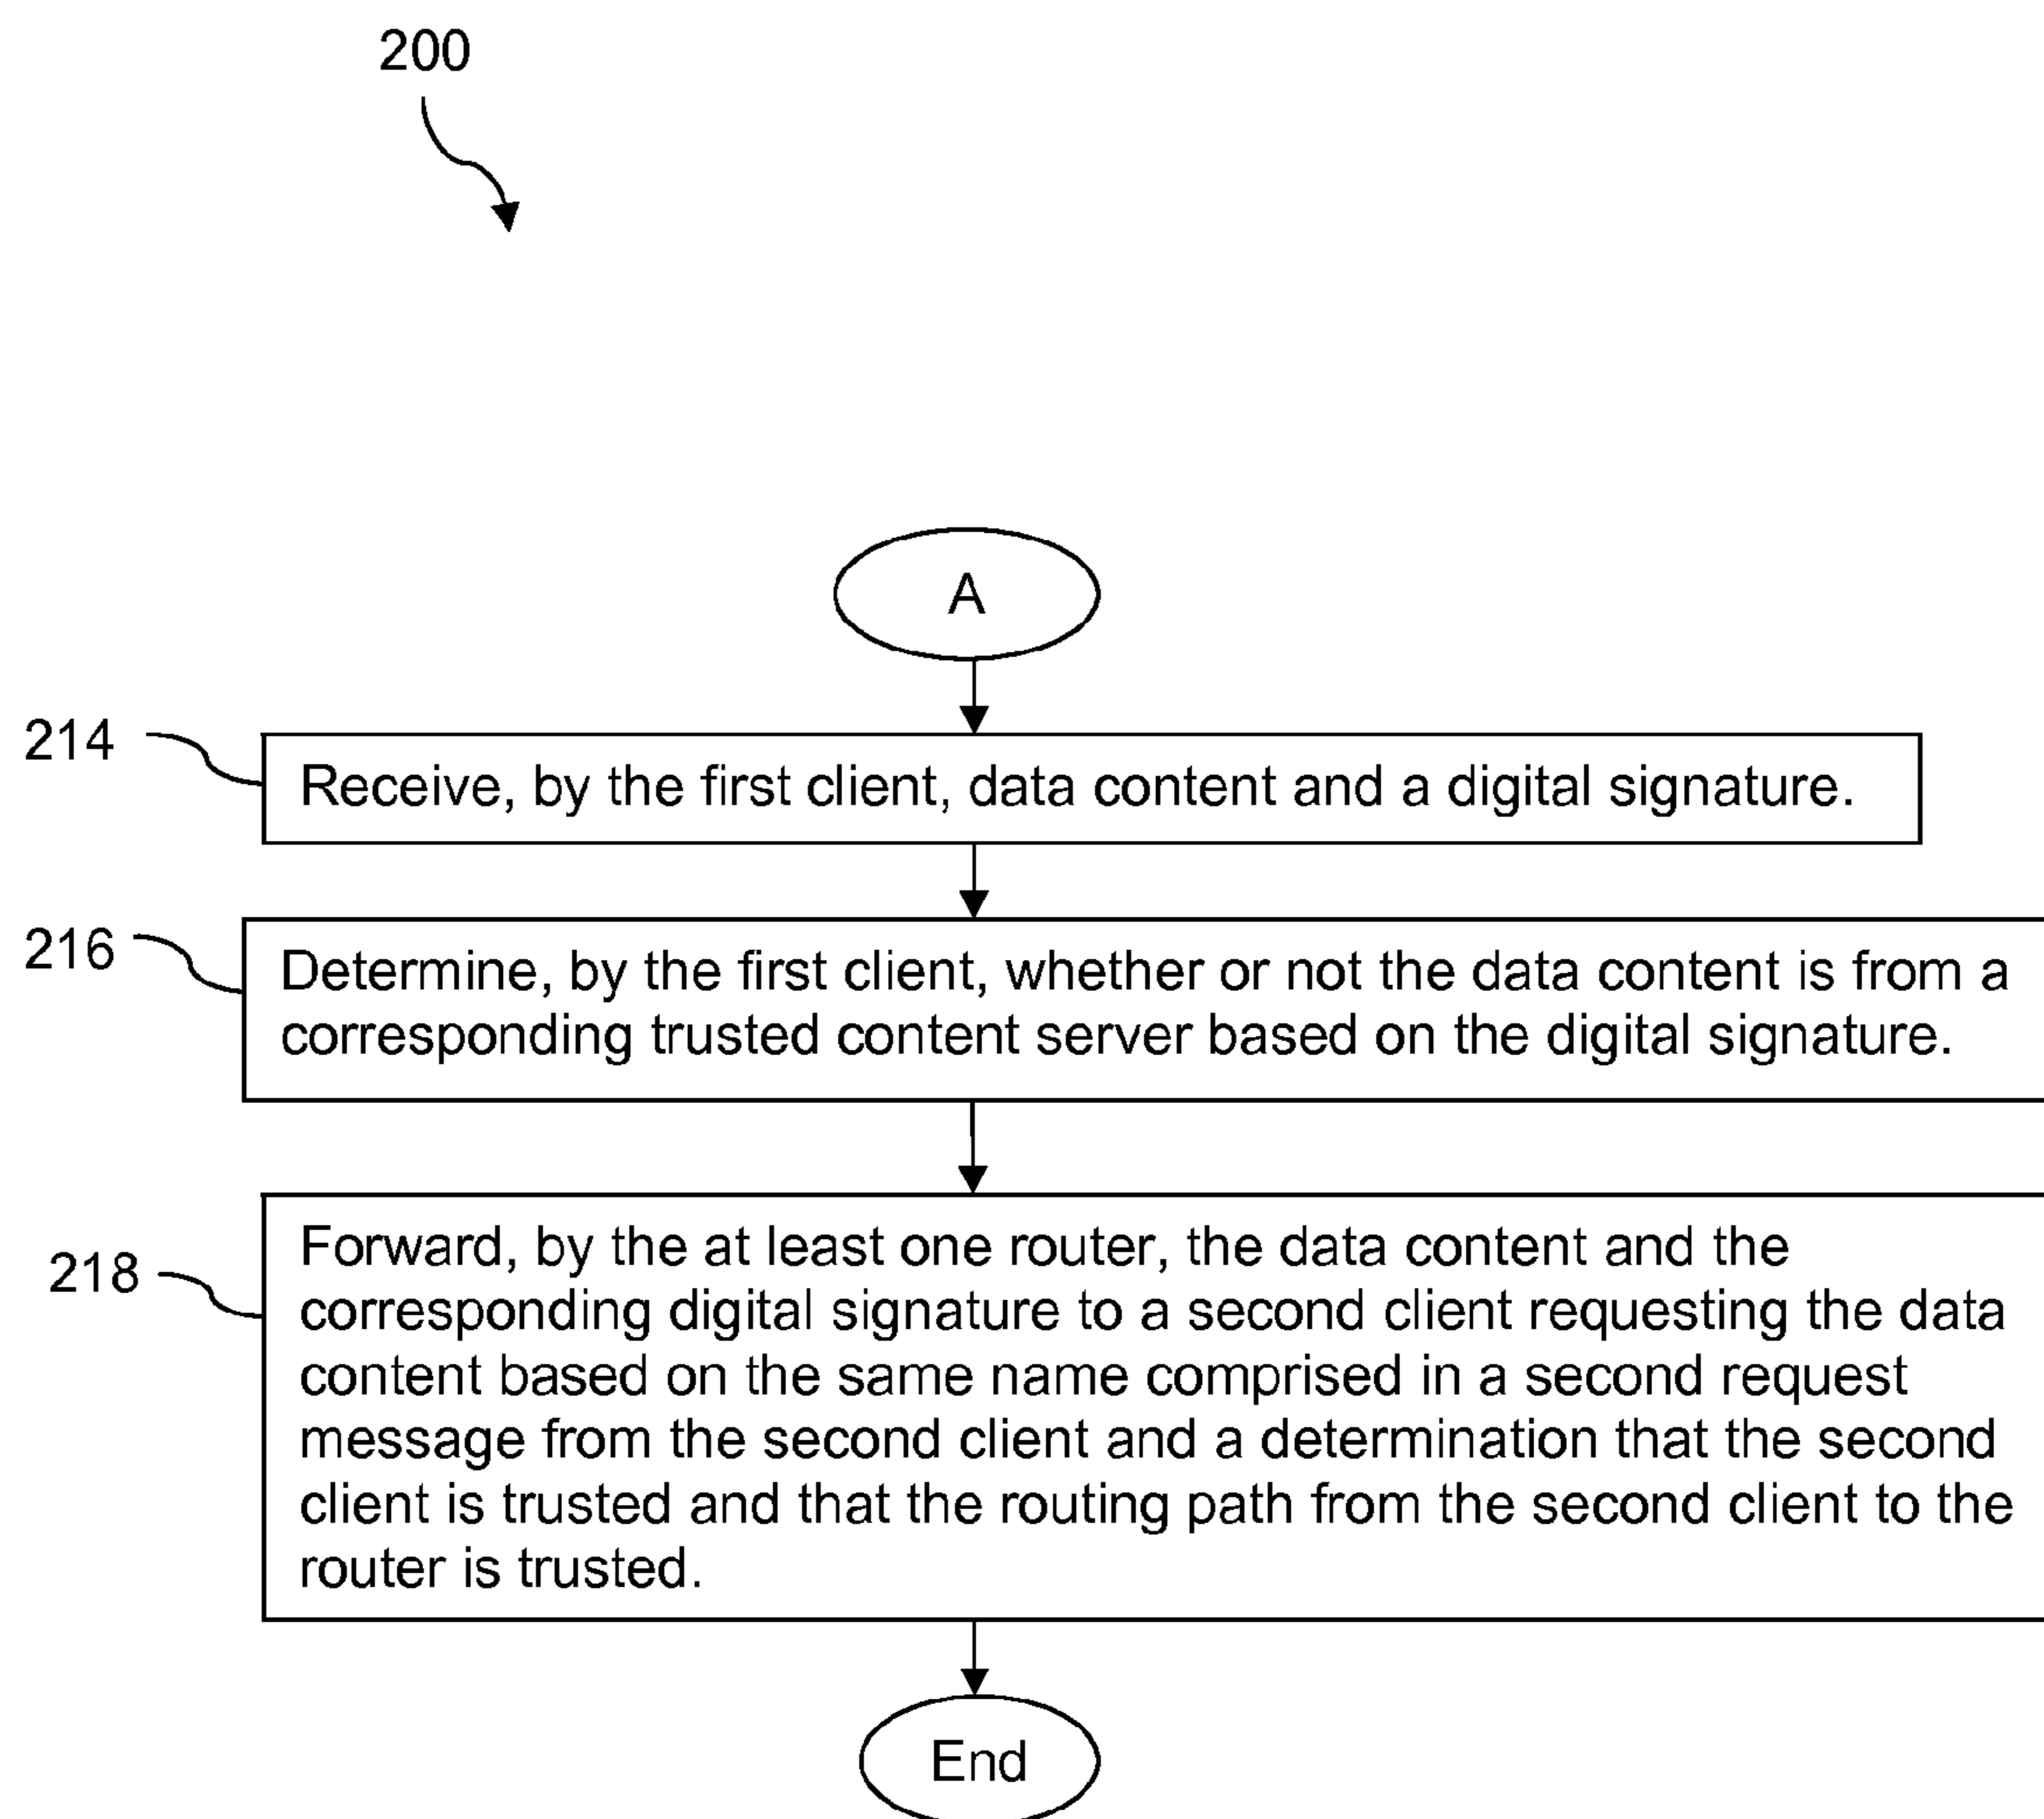 200
A
214
Receive, by the first client, data content and a digital signature.
216
Determine, by the first client, whether or not the data content is from a
corresponding trusted content server based on the digital signature.
218
Forward, by the at least one router, the data content and the
corresponding digital signature to a second client requesting the data
content based on the same name comprised in a second request
message from the second client and a determination that the second
client is trusted and that the routing path from the second client to the
router is trusted.
End